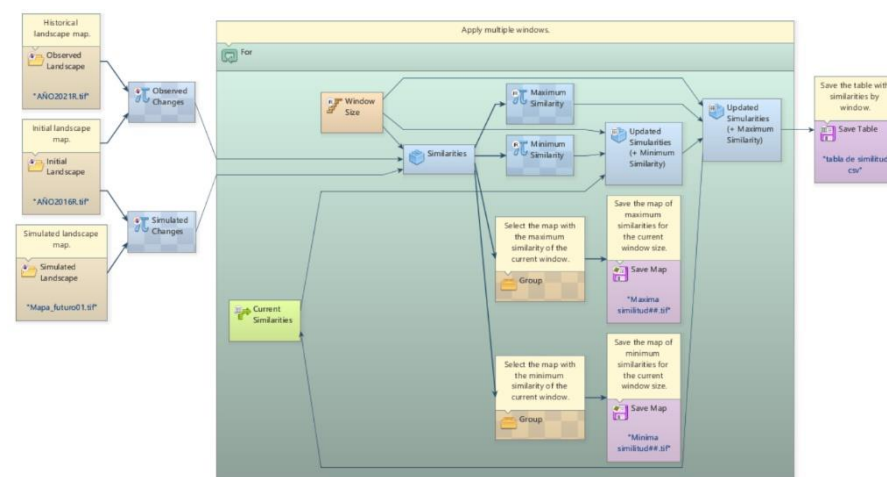 Historical
landscape map.
Observed
Landscape
"AÑO2021R.tif"
Initial landscape
map.
Initial
Landscape
"AÑO2016R.tif"
Simulated landscape
map.
Simulated
Landscape
"Mapa_futuro01.tif"
Observed
Changes
Simulated
Changes
Apply multiple windows.
For
Window
Size
Similarities
Maximum
Similarity
Minimum
Similarity
Updated
Simularities
(+ Minimum
Similarity)
Updated
Simularities
(+ Maximum
Similarity)
Current
Similarities
Select the map with
the maximum
similarity of the
current window.
Group
Save the map of
maximum
similarities for
the current
window size.
Save Map
"Maxima
similitud##.tif"
Select the map with
the minimum
similarity of the
current window.
Group
Save the map of
minimum
similarities for
the current
window size.
Save Map
"Minima
similitud##.tif"
Save the table with
similarities by
window.
Save Table
"tabla de similitud
csv"